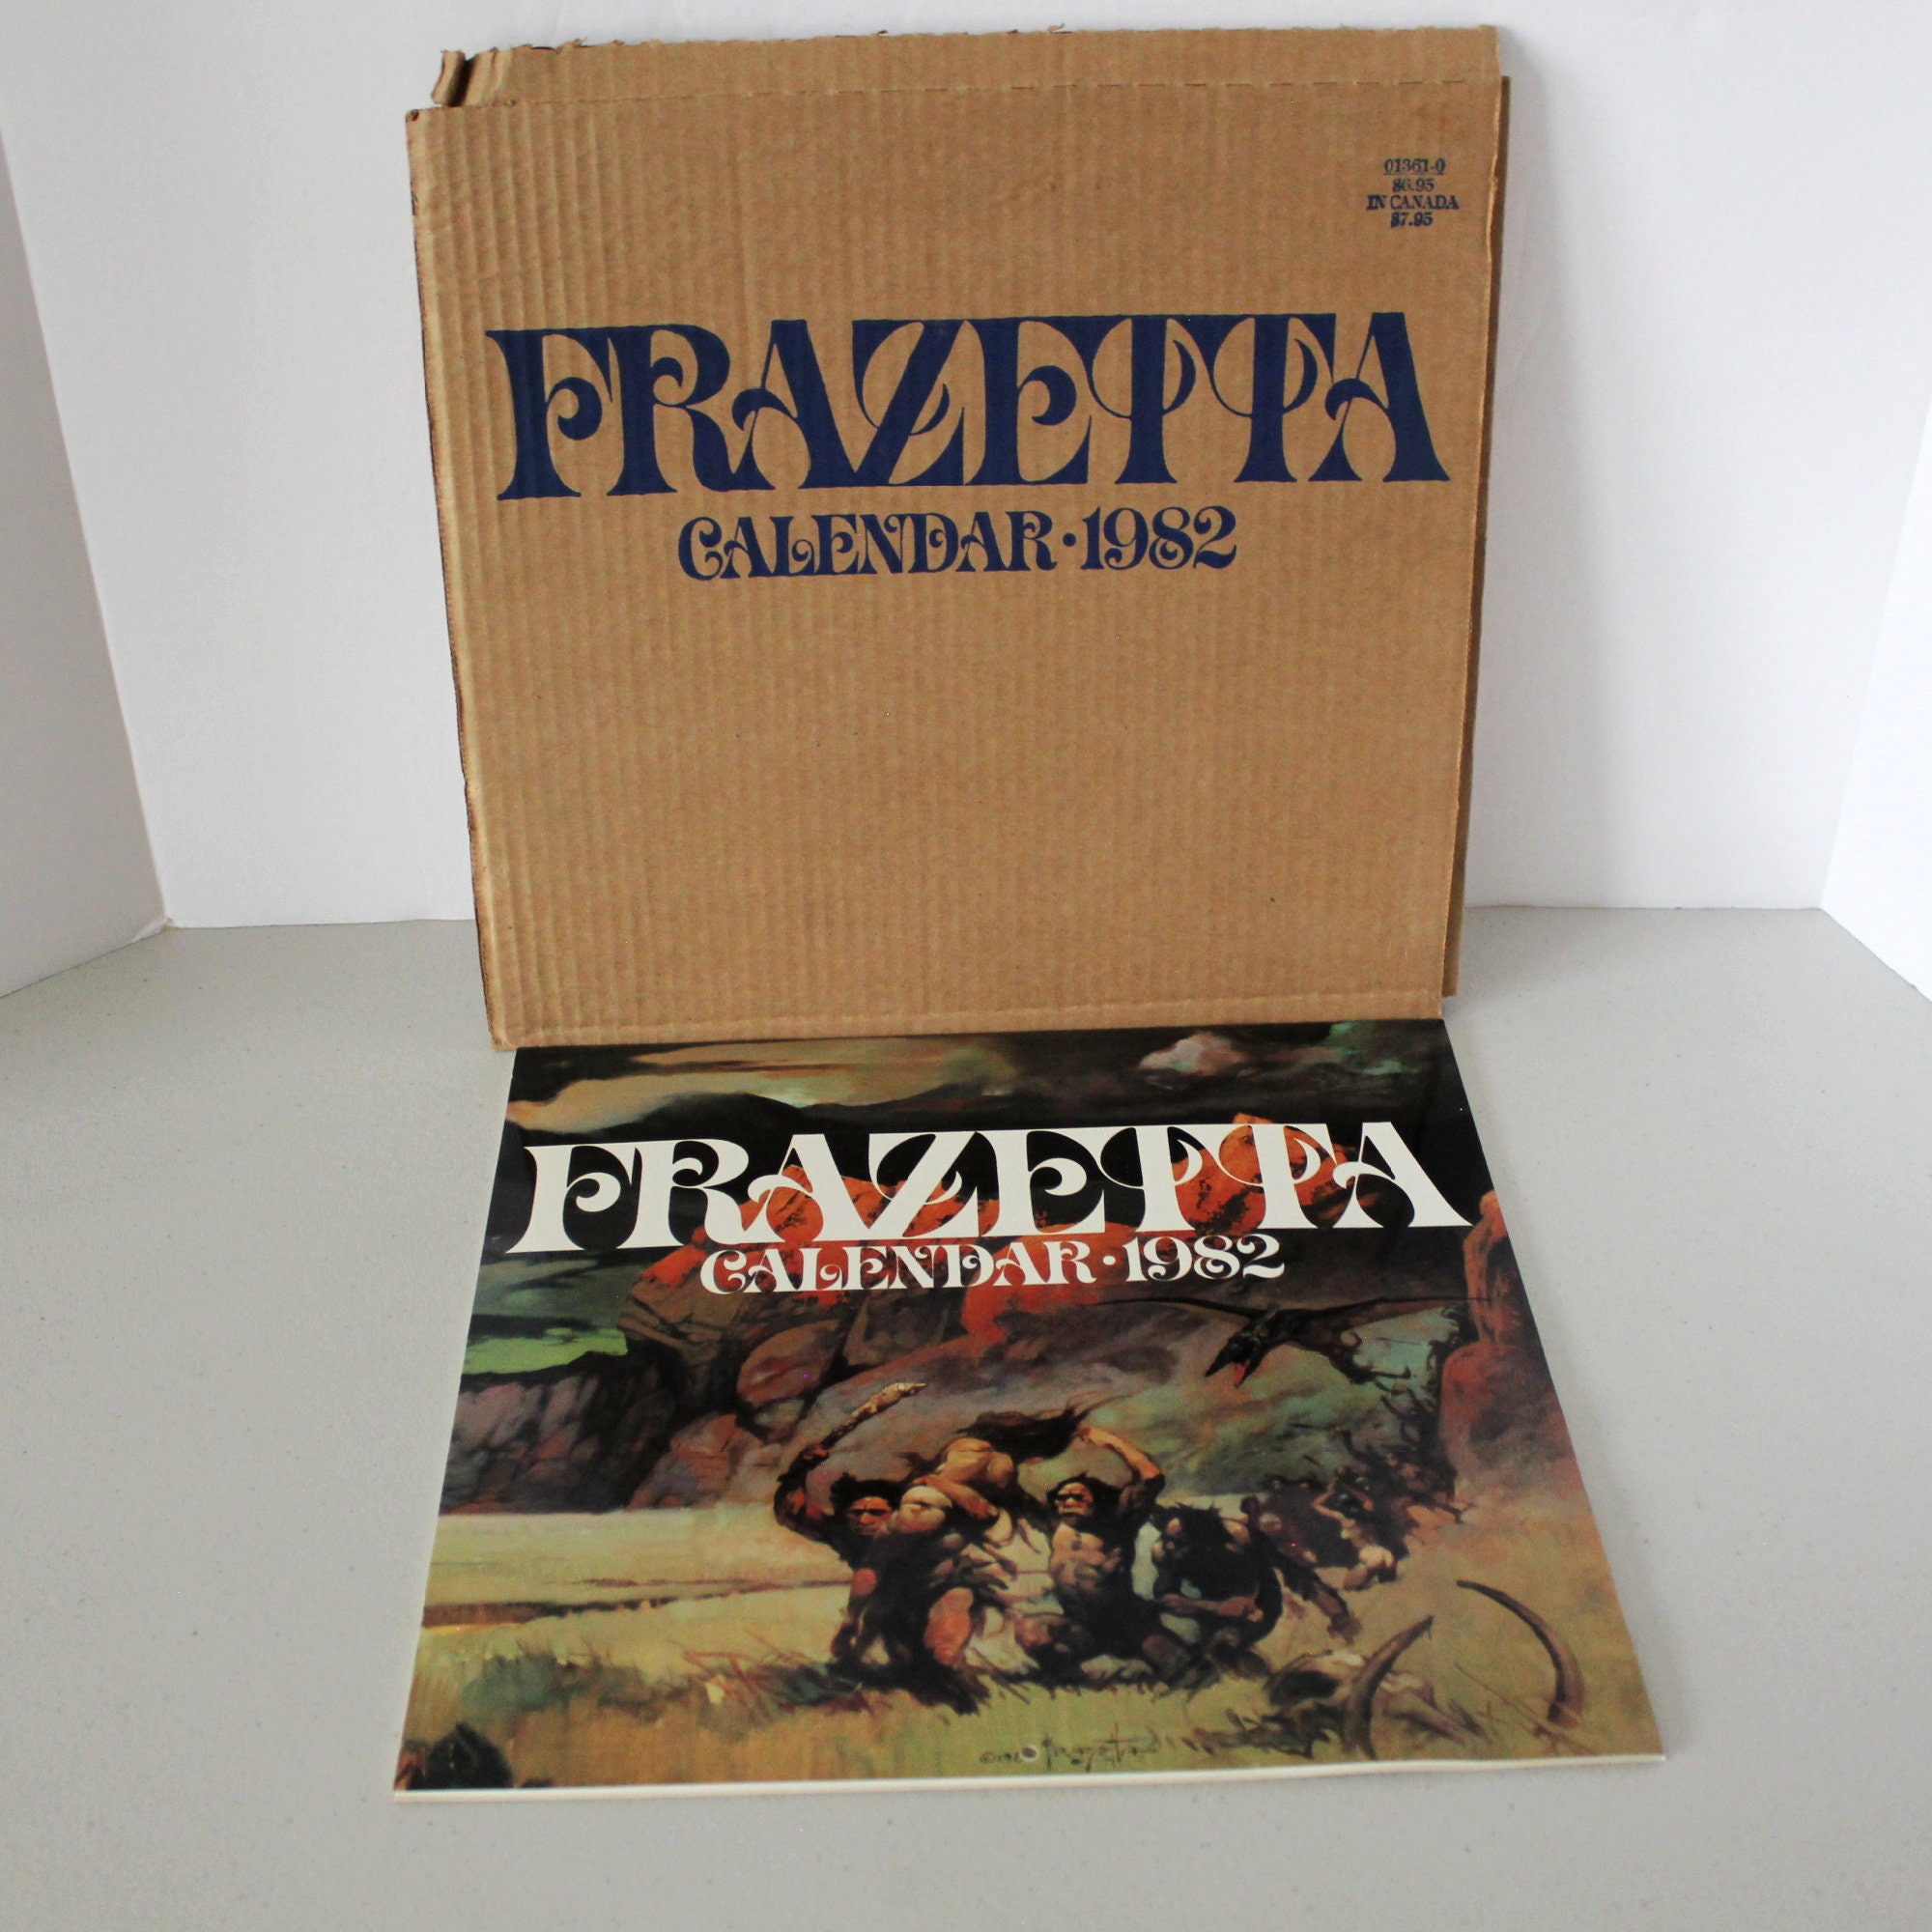 01361-0
$6.95
IN CANADA
$7.95
FRAZETTA
CALENDAR • 1982
FRAZETTA
CALENDAR • 1982